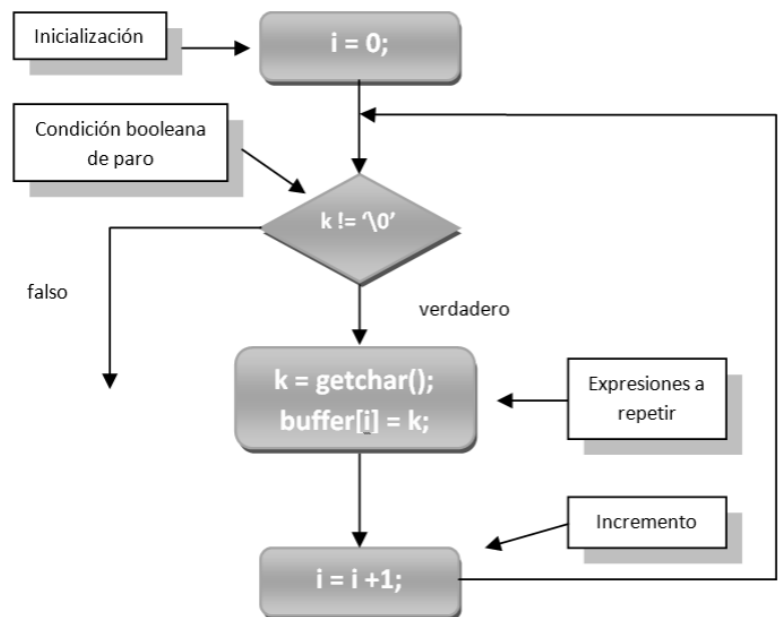 Inicialización
i = 0;
Condición booleana
de paro
k != ‘\0’
falso
verdadero
k = getchar();
buffer[i] = k;
Expresiones a
repetir
Incremento
i = i +1;